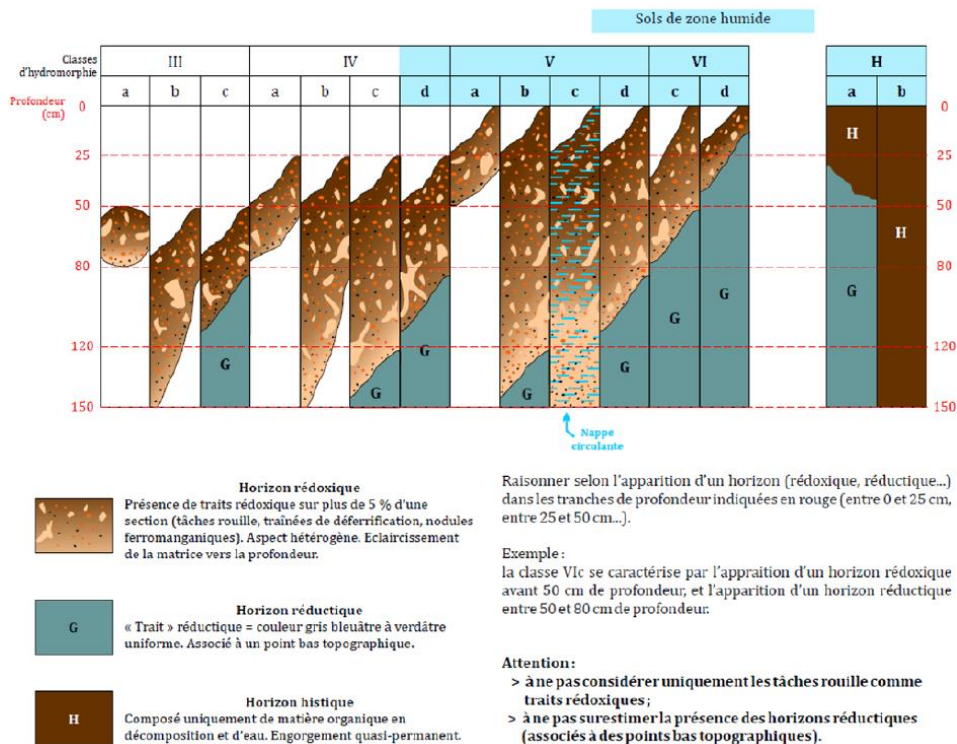 Sols de zone humide
Classes
d'hydromorphie
III
IV
V
VI
H
a
b
c
a
b
c
d
a
b
c
d
c
d
a
b
Profondeur
(cm)
0
25
50
80
120
150
0
25
50
80
120
150
G
G
G
G
G
G
G
H
G
H
Nappe
circulante
Horizon rédoxique
Présence de traits rédoxique sur plus de 5 % d'une
section (tâches rouille, traînées de déferrification, nodules
ferromanganiques). Aspect hétérogène. Eclaircissement
de la matrice vers la profondeur.
G
Horizon réductique
« Trait » réductique = couleur gris bleuâtre à verdâtre
uniforme. Associé à un point bas topographique.
H
Horizon histique
Composé uniquement de matière organique en
décomposition et d'eau. Engorgement quasi-permanent.
Raisonner selon l'apparition d'un horizon (rédoxique, réductique...)
dans les tranches de profondeur indiquées en rouge (entre 0 et 25 cm,
entre 25 et 50 cm...).
Exemple :
la classe VIc se caractérise par l'appraition d'un horizon rédoxique
avant 50 cm de profondeur, et l'apparition d'un horizon réductique
entre 50 et 80 cm de profondeur.
Attention :
> à ne pas considérer uniquement les tâches rouille comme
traits rédoxiques ;
> à ne pas surestimer la présence des horizons réductiques
(associés à des points bas topographiques).